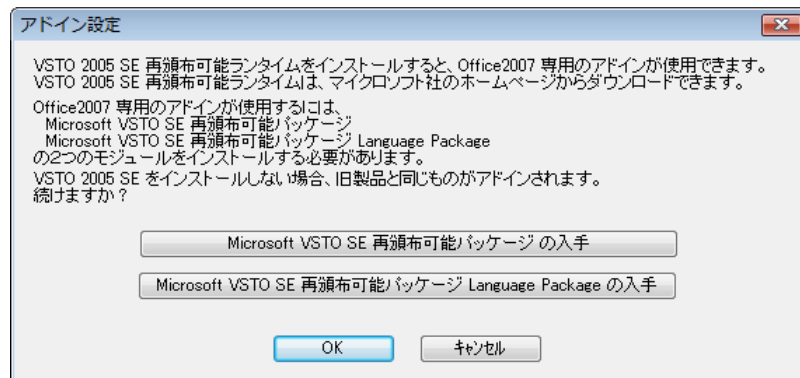 アドイン設定
VSTO 2005 SE 再頒布可能ランタイムをインストールすると、Office2007 専用のアドインが使用できます。
VSTO 2005 SE 再頒布可能ランタイムは、マイクロソフト社のホームページからダウンロードできます。
Office2007 専用のアドインが使用するには、
Microsoft VSTO SE 再頒布可能パッケージ
Microsoft VSTO SE 再頒布可能パッケージ Language Package
の2つのモジュールをインストールする必要があります。
VSTO 2005 SE をインストールしない場合、旧製品と同じものがアドインされます。
続けますか？
Microsoft VSTO SE 再頒布可能パッケージ の入手
Microsoft VSTO SE 再頒布可能パッケージ Language Package の入手
OK
キャンセル